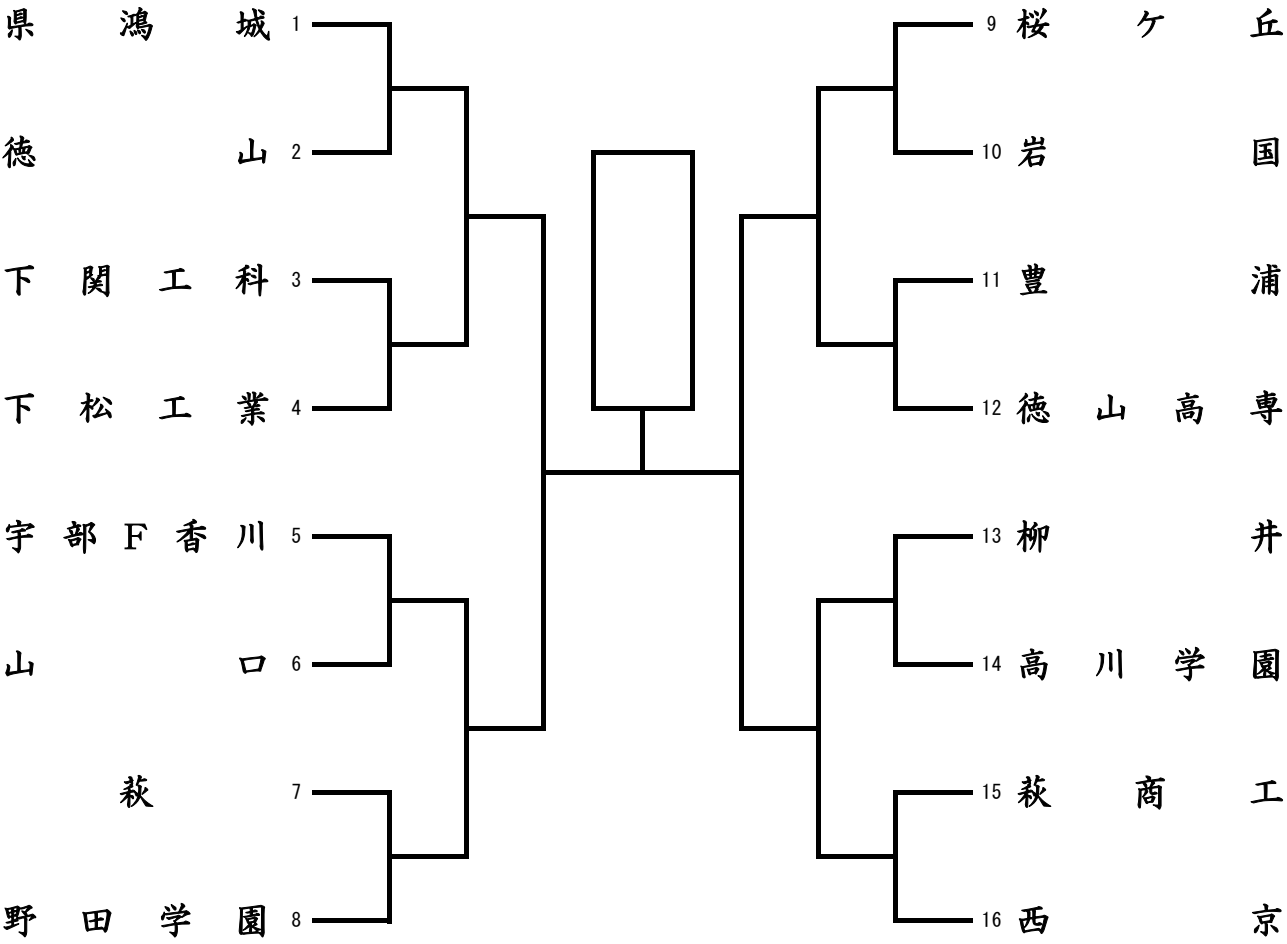 県鴻城 1
徳山 2
下関工科 3
下松工業 4
宇部F香川 5
山口 6
萩 7
野田学園 8
9 桜ケ丘
10 岩国
11 豊浦
12 徳山高専
13 柳井
14 高川学園
15 萩商工
16 西京